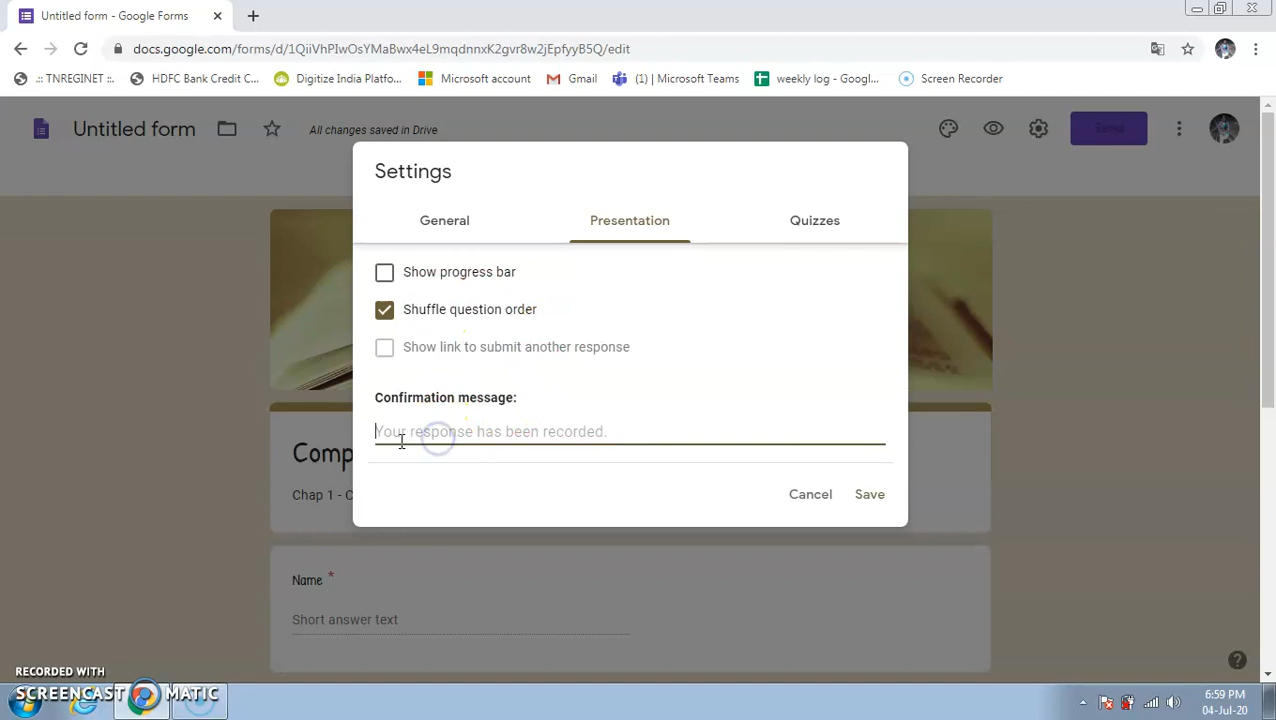 Untitled form - Google Forms
docs.google.com/forms/d/1QiiVhPIwOsYMaBwx4eL9mqdnnxK2gvr8w2jEpfyyB5Q/edit
.:: TNREGINET ::. HDFC Bank Credit C... Digitize India Platfo... Microsoft account Gmail (1) | Microsoft Teams weekly log - Googl... Screen Recorder
Untitled form All changes saved in Drive Send
Settings
General Presentation Quizzes
Show progress bar
Shuffle question order
Show link to submit another response
Confirmation message:
Your response has been recorded.
Comp
Chap 1 - C
Cancel Save
Name *
Short answer text
RECORDED WITH
SCREENCAST MATIC
6:59 PM
04-Jul-20